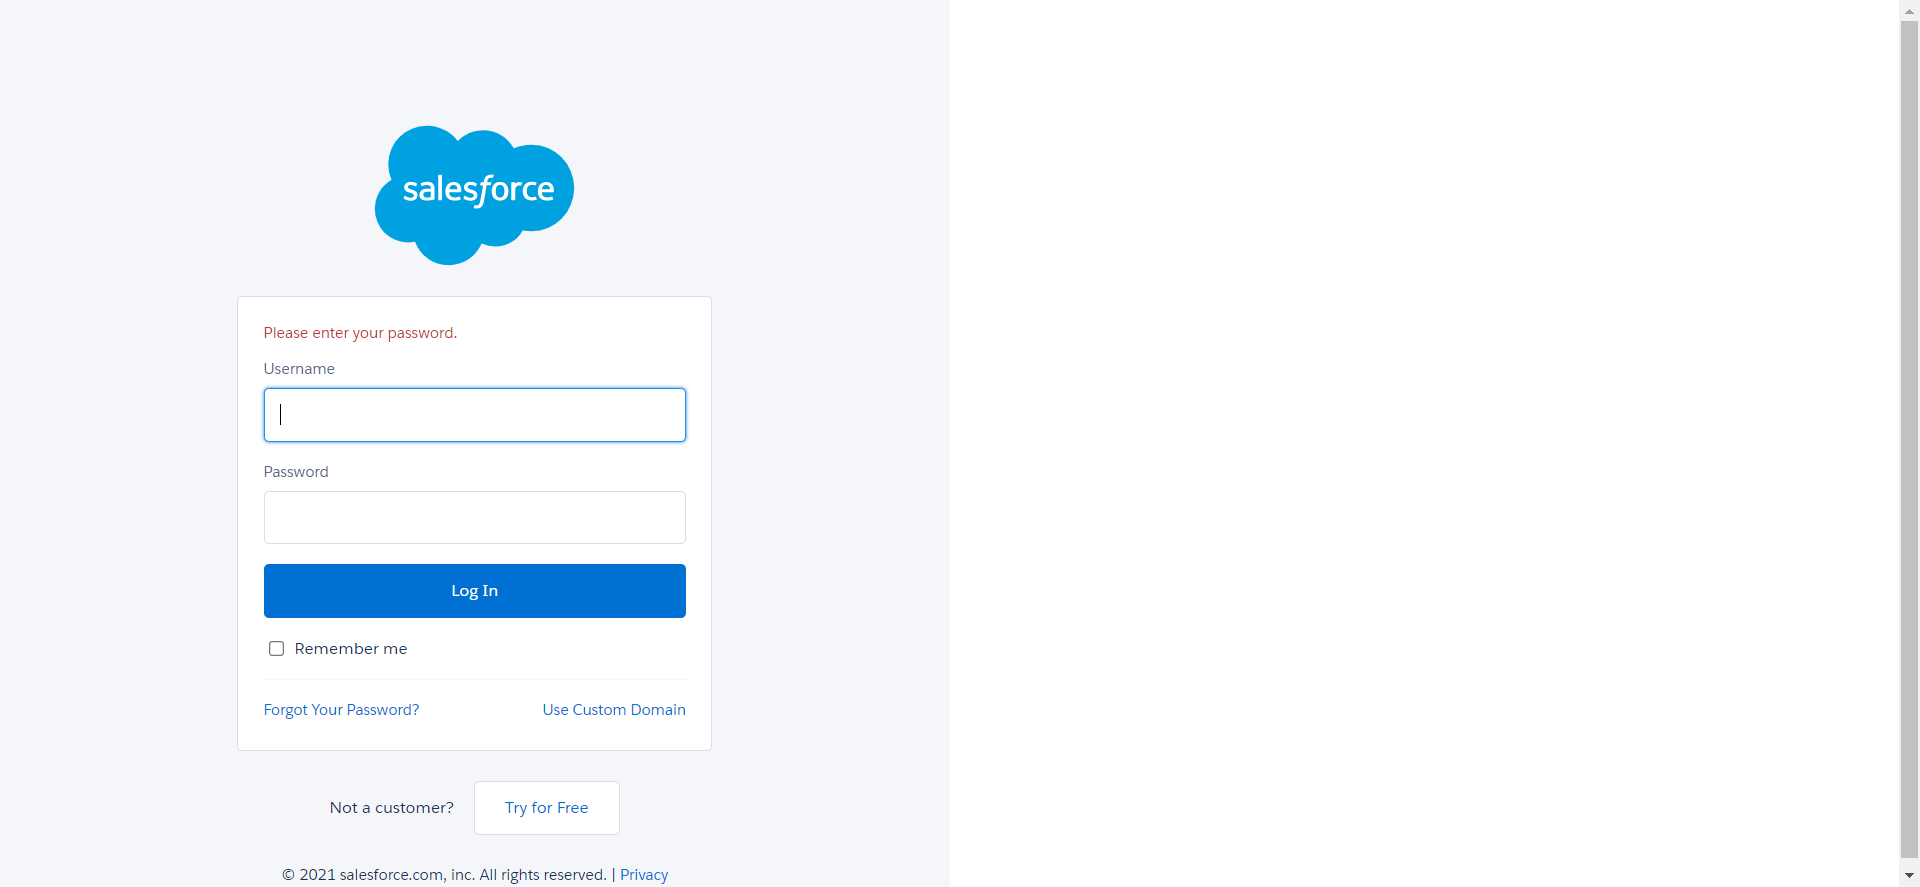 salesforce
Please enter your password.
Username
Password
Log In
Remember me
Forgot Your Password? Use Custom Domain
Not a customer? Try for Free
© 2021 salesforce.com, inc. All rights reserved. | Privacy